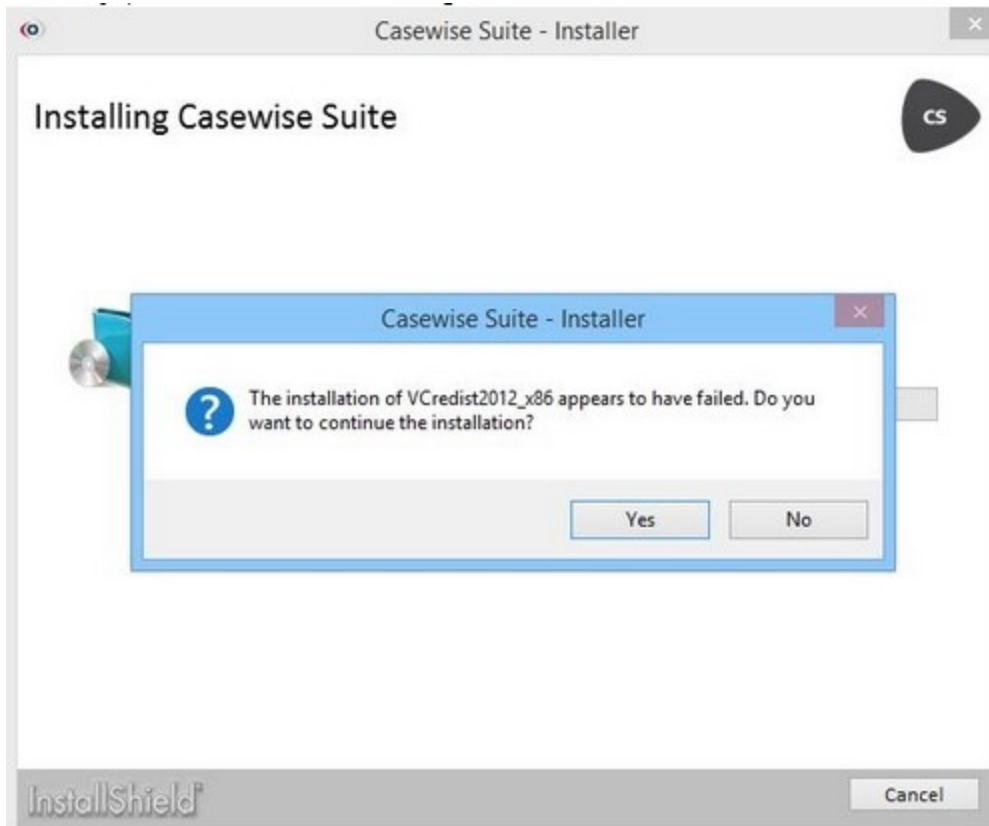 Casewise Suite - Installer
Installing Casewise Suite
CS
Casewise Suite - Installer
The installation of VCredist2012_x86 appears to have failed. Do you
want to continue the installation?
Yes
No
InstallShield
Cancel